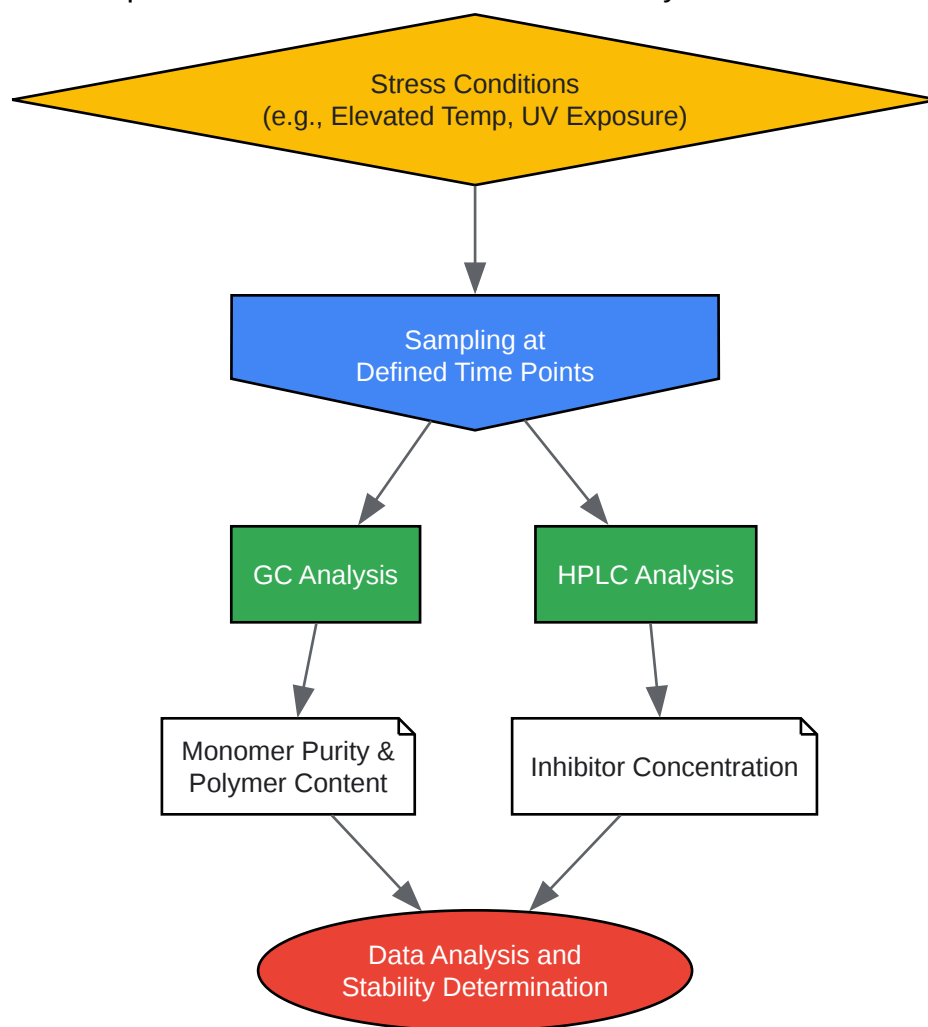 Stress Conditions
(e.g., Elevated Temp, UV Exposure)
Sampling at
Defined Time Points
GC Analysis
HPLC Analysis
Monomer Purity &
Polymer Content
Inhibitor Concentration
Data Analysis and
Stability Determination